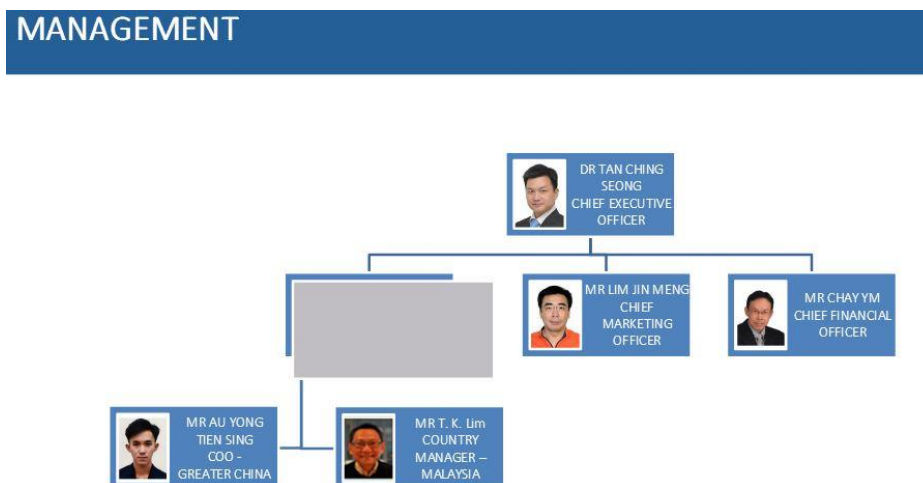 MANAGEMENT
DR TAN CHING
SEONG
CHIEF EXECUTIVE
OFFICER
MR LIM JIN MENG
CHIEF
MARKETING
OFFICER
MR CHAY YM
CHIEF FINANCIAL
OFFICER
MR AU YONG
TIEN SING
COO -
GREATER CHINA
MR T. K. Lim
COUNTRY
MANAGER –
MALAYSIA